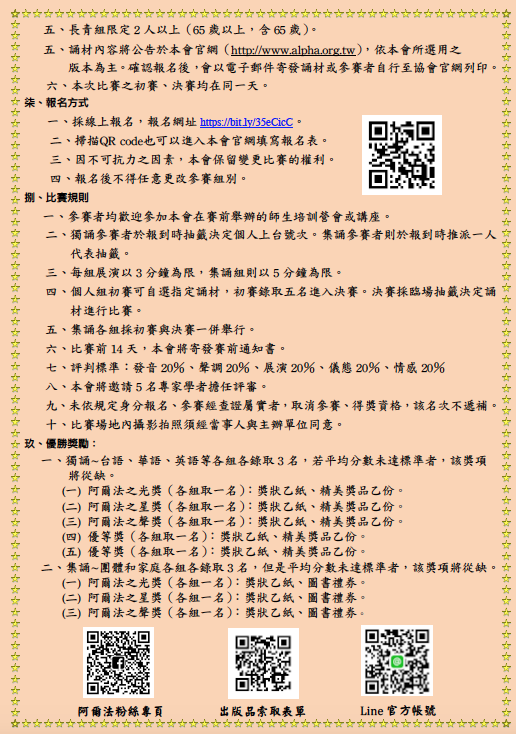 五、長青組限定 2 人以上（65 歲以上，含 65 歲）。
五、誦材內容將公告於本會官網（http://www.alpha.org.tw），依本會所選用之
版本為主。確認報名後，會以電子郵件寄發誦材或參賽者自行至協會官網列印。
六、本次比賽之初賽、決賽均在同一天。
柒、報名方式
一、採線上報名，報名網址 https://bit.ly/35eCicC。
二、掃描QR code也可以進入本會官網填寫報名表。
三、因不可抗力之因素，本會保留變更比賽的權利。
四、報名後不得任意更改參賽組別。
捌、比賽規則
一、參賽者均歡迎參加本會在賽前舉辦的師生培訓營會或講座。
二、獨誦參賽者於報到時抽籤決定個人上台號次。集誦參賽者則於報到時推派一人
代表抽籤。
三、每組展演以 3 分鐘為限，集誦組則以 5 分鐘為限。
四、個人組初賽可自選指定誦材，初賽錄取五名進入決賽。決賽採臨場抽籤決定誦
材進行比賽。
五、集誦各組採初賽與決賽一併舉行。
六、比賽前 14 天，本會將寄發賽前通知書。
七、評判標準：發音 20%、聲調 20%、展演 20%、儀態 20%、情感 20%
八、本會將邀請 5 名專家學者擔任評審。
九、未依規定身分報名、參賽經查證屬實者，取消參賽、得獎資格，該名次不遞補。
十、比賽場地內攝影拍照須經當事人與主辦單位同意。
玖、優勝獎勵：
一、獨誦~台語、華語、英語等各組各錄取 3 名，若平均分數未達標準者，該獎項
將從缺。
(一) 阿爾法之光獎（各組取一名）：獎狀乙紙、精美獎品乙份。
(二) 阿爾法之星獎（各組取一名）：獎狀乙紙、精美獎品乙份。
(三) 阿爾法之聲獎（各組取一名）：獎狀乙紙、精美獎品乙份。
(四) 優等獎（各組取一名）：獎狀乙紙、精美獎品乙份。
(五) 優等獎（各組取一名）：獎狀乙紙、精美獎品乙份。
二、集誦~團體和家庭各組各錄取 3 名，但是平均分數未達標準者，該獎項將從缺。
(一) 阿爾法之光獎（各組一名）：獎狀乙紙、圖書禮券。
(二) 阿爾法之星獎（各組一名）：獎狀乙紙、圖書禮券。
(三) 阿爾法之聲獎（各組一名）：獎狀乙紙、圖書禮券。
阿爾法粉絲專頁
出版品索取表單
Line 官方帳號